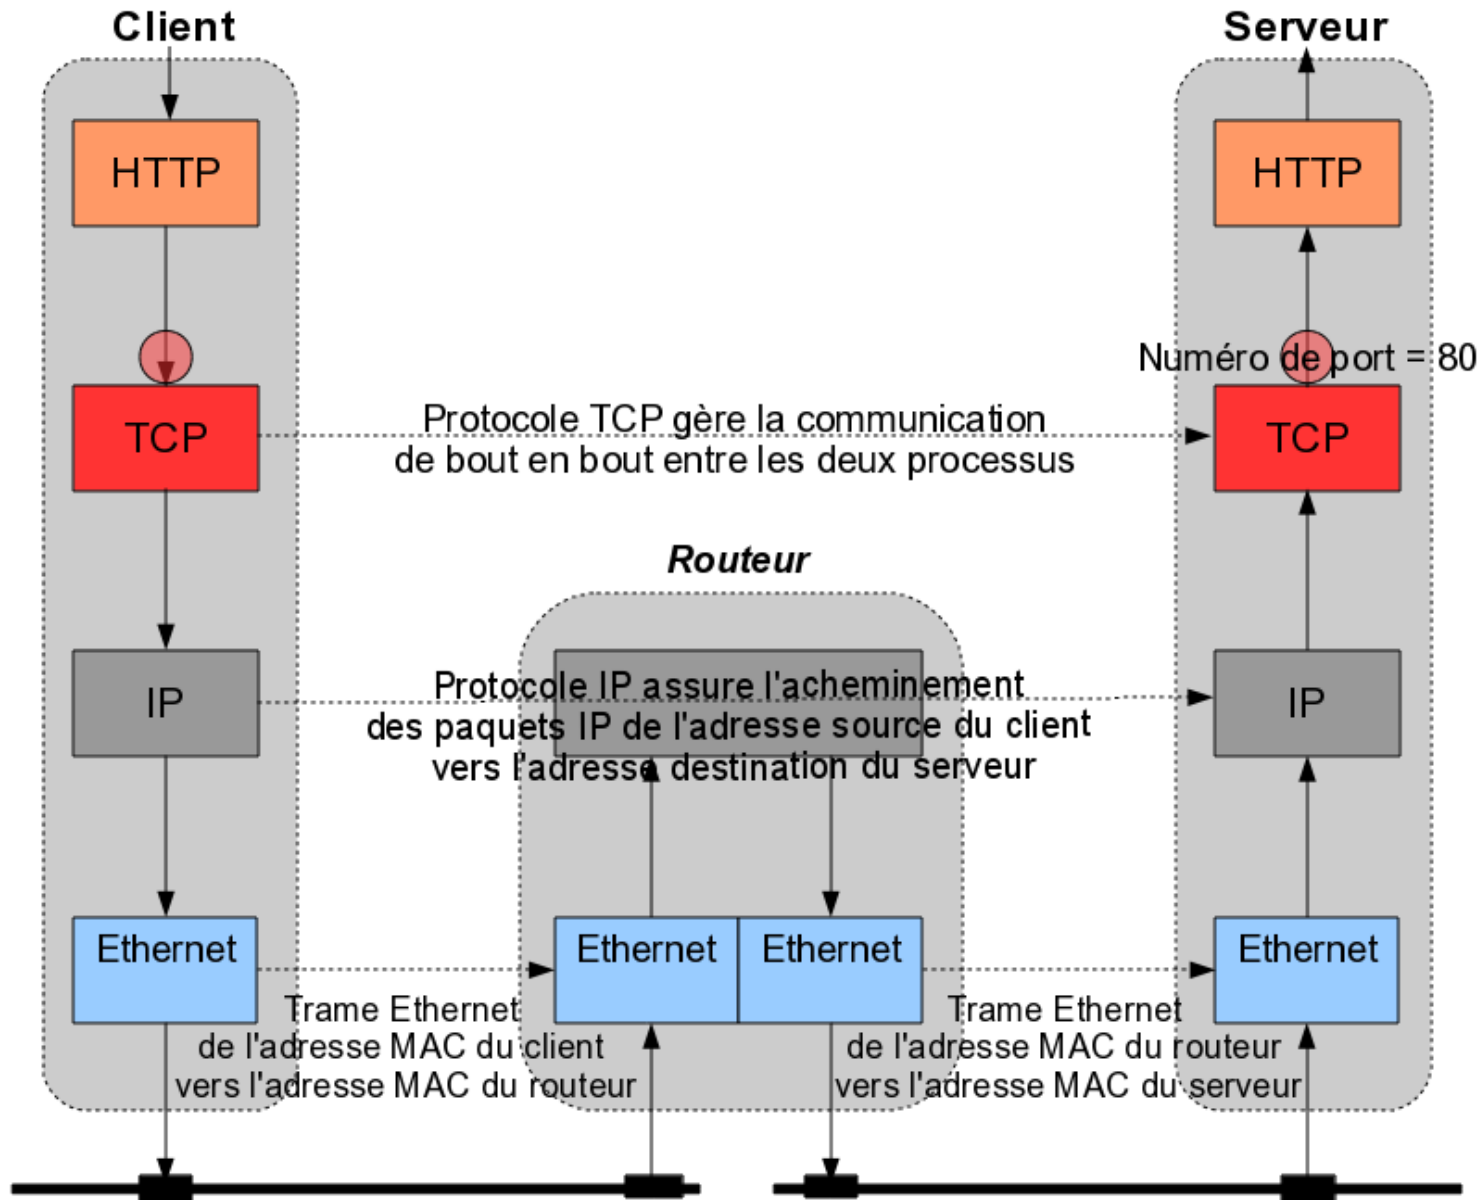 Client
Serveur
HTTP
HTTP
Numéro de port = 80
TCP
Protocole TCP gère la communication
de bout en bout entre les deux processus
TCP
Routeur
IP
Protocole IP assure l'acheminement
des paquets IP de l'adresse source du client
vers l'adresse destination du serveur
IP
Ethernet
Ethernet
Ethernet
Ethernet
Trame Ethernet
de l'adresse MAC du client
vers l'adresse MAC du routeur
Trame Ethernet
de l'adresse MAC du routeur
vers l'adresse MAC du serveur